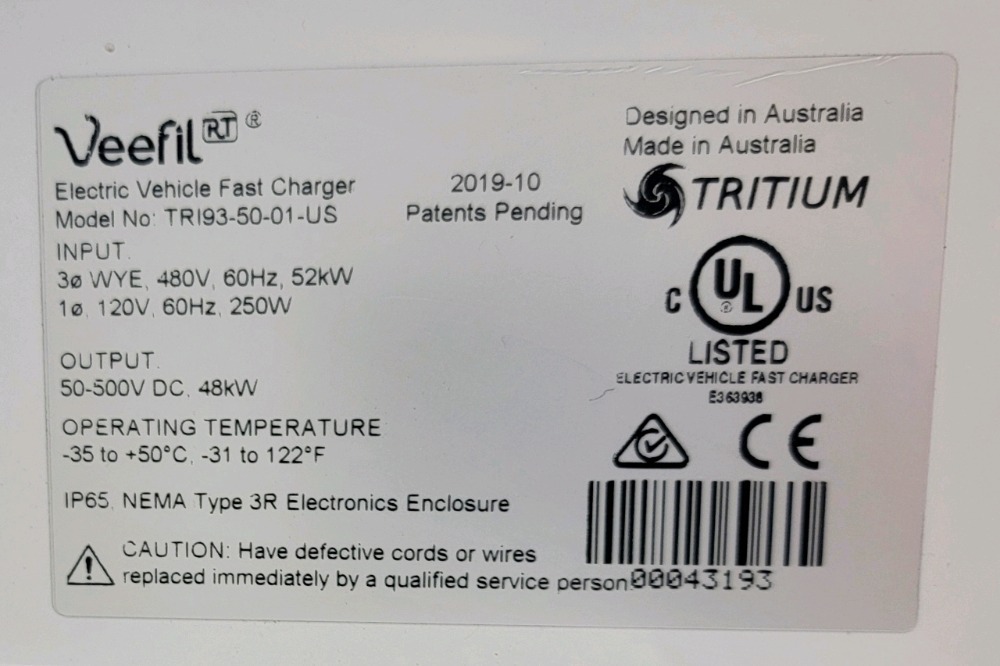 Veefil RT ®
Electric Vehicle Fast Charger
Model No: TRI93-50-01-US
INPUT.
3ø WYE, 480V, 60Hz, 52kW
1ø, 120V, 60Hz, 250W
OUTPUT.
50-500V DC, 48kW
OPERATING TEMPERATURE
-35 to +50°C, -31 to 122°F
IP65, NEMA Type 3R Electronics Enclosure
CAUTION: Have defective cords or wires
replaced immediately by a qualified service person
2019-10
Patents Pending
Designed in Australia
Made in Australia
TRITIUM
C UL ® US
LISTED
ELECTRIC VEHICLE FAST CHARGER
E363938
CE
00043193